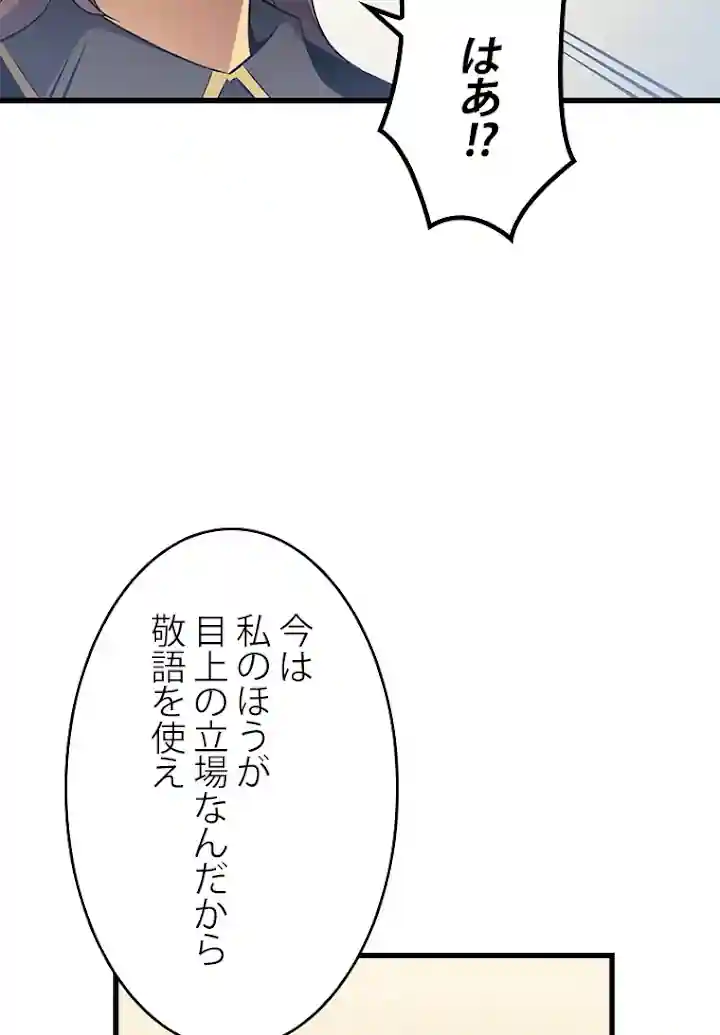 はあ!?
今は
私のほうが
目上の立場なんだから
敬語を使え